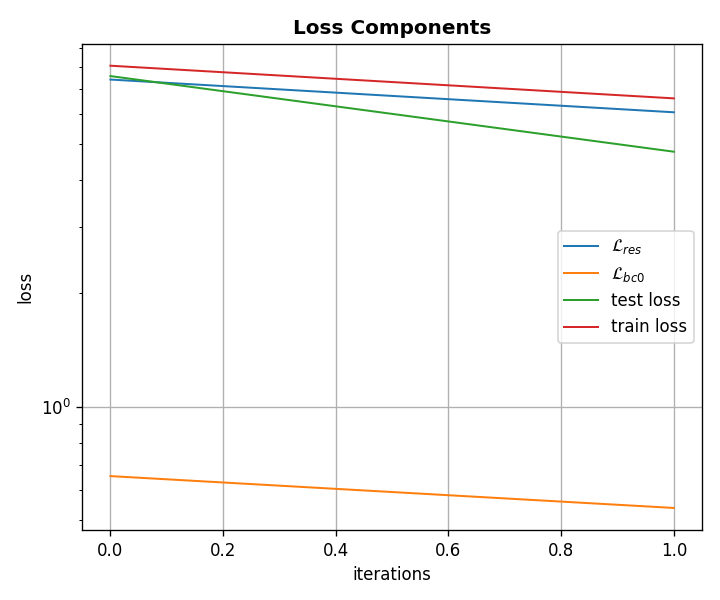 Loss Components
loss
10⁰
ℒ_res
ℒ_bc0
test loss
train loss
0.0 0.2 0.4 0.6 0.8 1.0
iterations